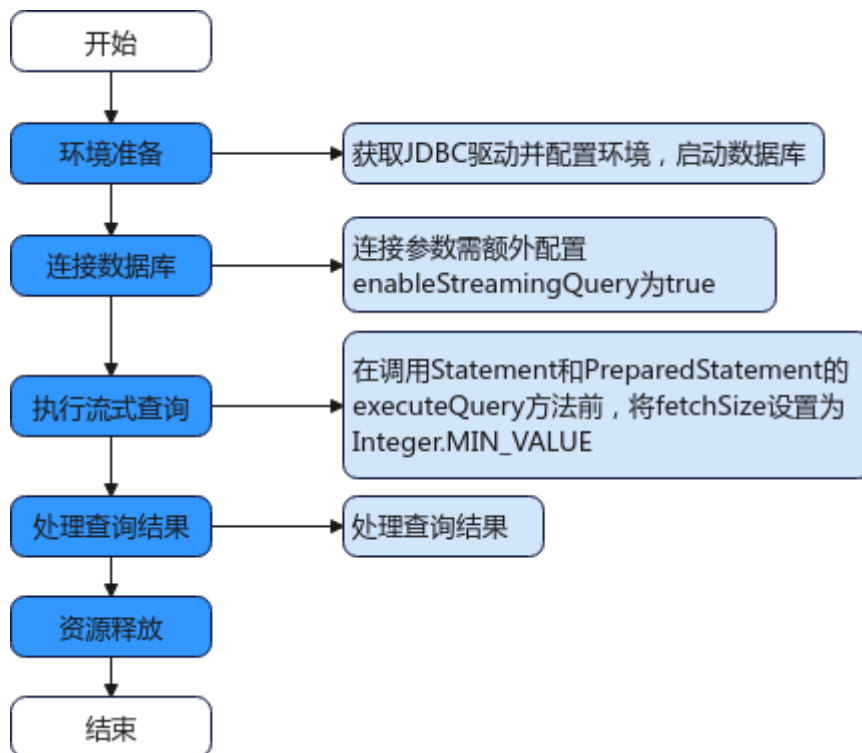 开始
环境准备
获取JDBC驱动并配置环境，启动数据库
连接数据库
连接参数需额外配置
enableStreamingQuery为true
执行流式查询
在调用Statement和PreparedStatement的
executeQuery方法前，将fetchSize设置为
Integer.MIN_VALUE
处理查询结果
处理查询结果
资源释放
结束